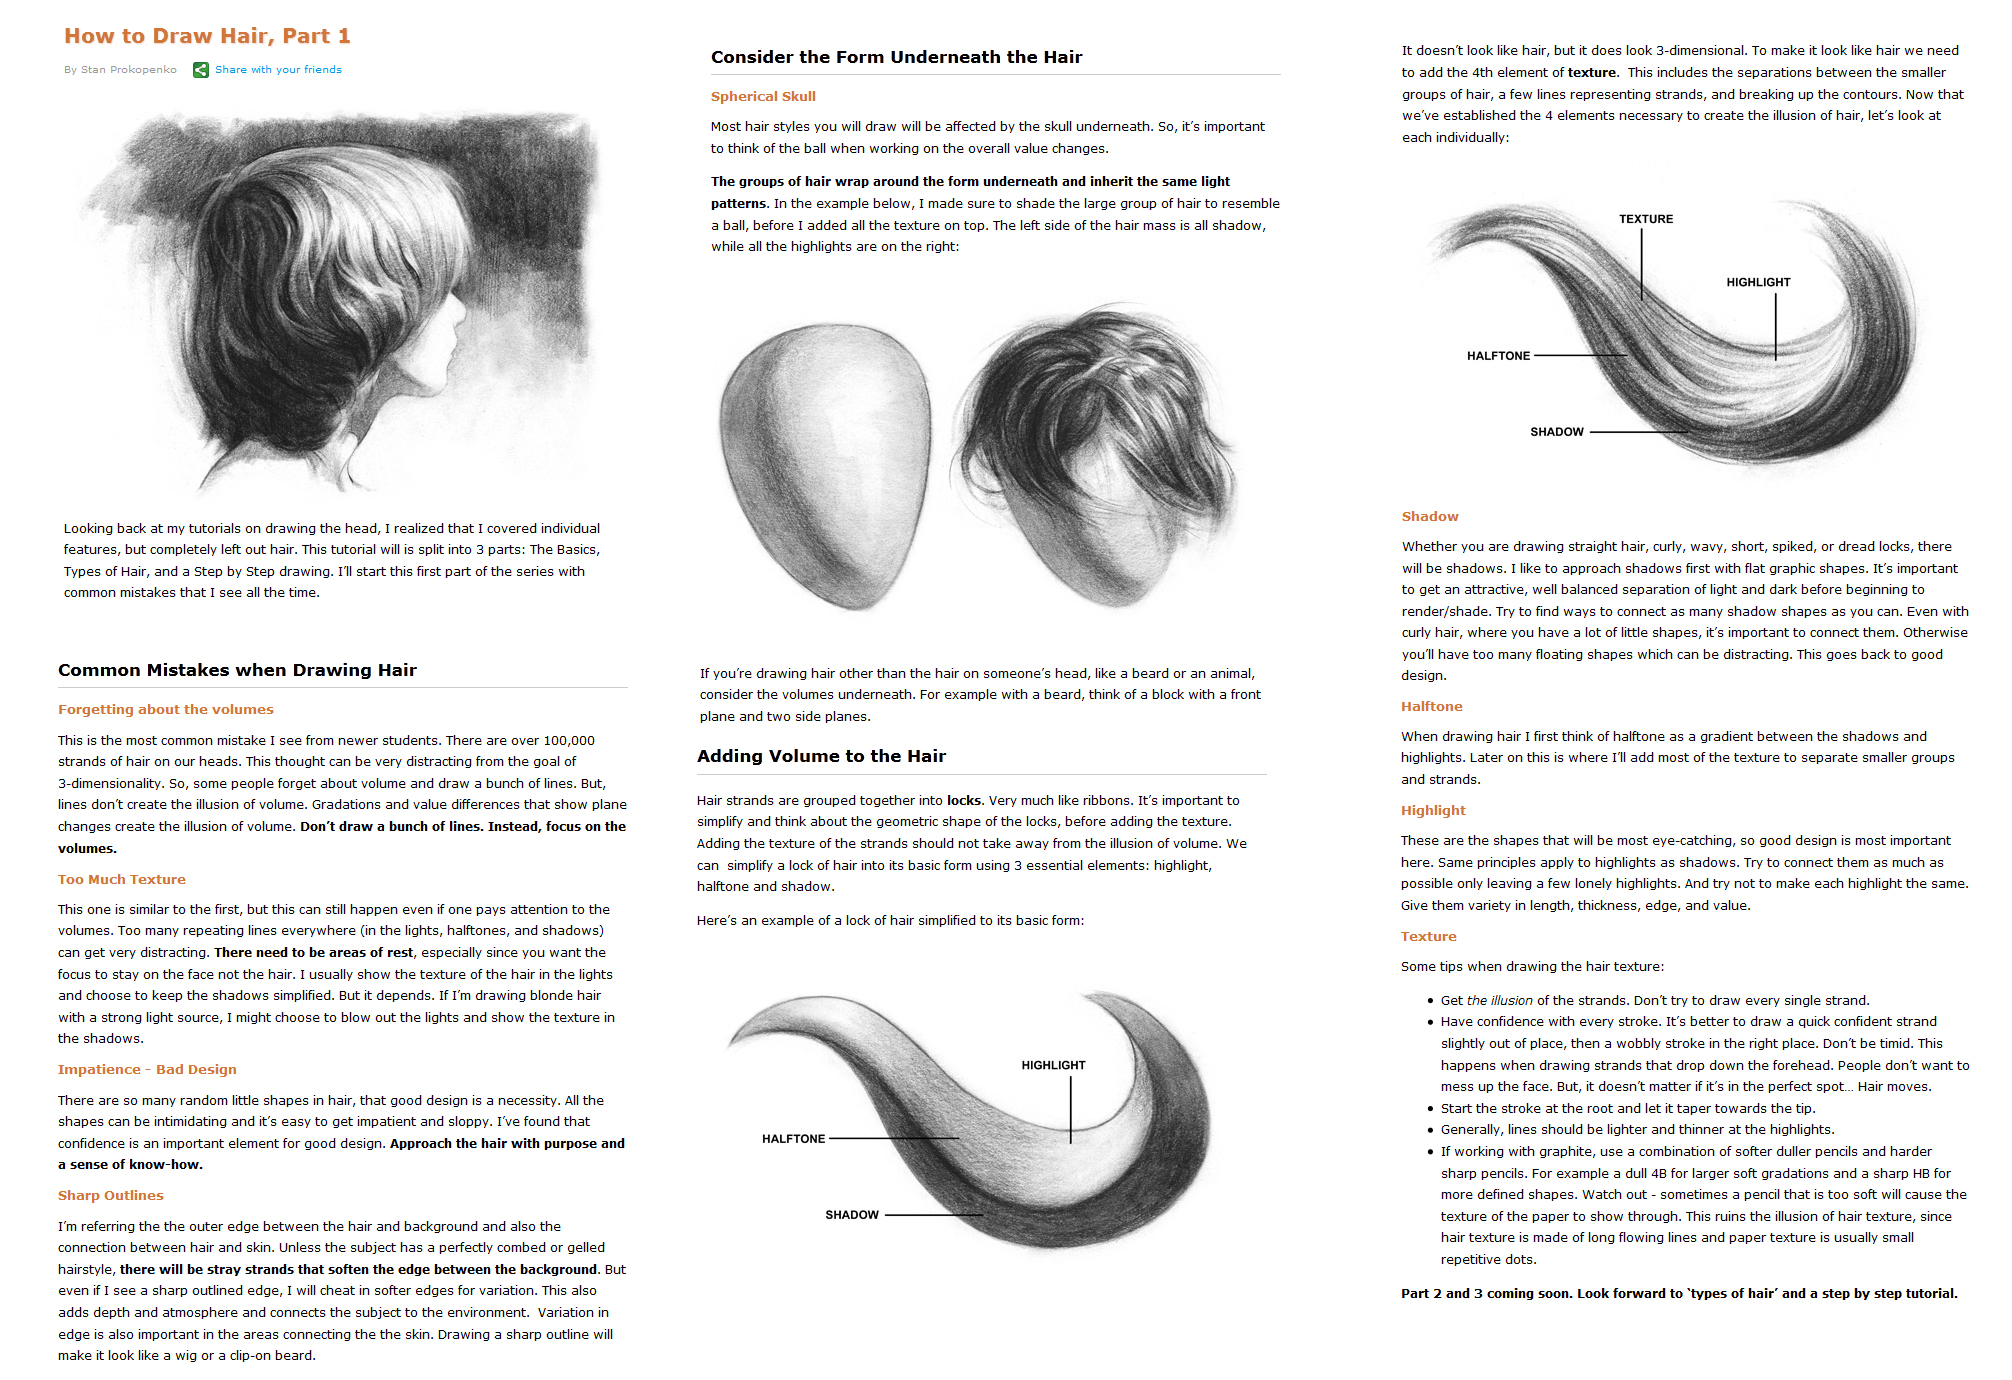 How to Draw Hair, Part 1
By Stan Prokopenko Share with your friends
Looking back at my tutorials on drawing the head, I realized that I covered individual
features, but completely left out hair. This tutorial will is split into 3 parts: The Basics,
Types of Hair, and a Step by Step drawing. I’ll start this first part of the series with
common mistakes that I see all the time.
Common Mistakes when Drawing Hair
Forgetting about the volumes
This is the most common mistake I see from newer students. There are over 100,000
strands of hair on our heads. This thought can be very distracting from the goal of
3-dimensionality. So, some people forget about volume and draw a bunch of lines. But,
lines don’t create the illusion of volume. Gradations and value differences that show plane
changes create the illusion of volume. Don’t draw a bunch of lines. Instead, focus on the
volumes.
Too Much Texture
This one is similar to the first, but this can still happen even if one pays attention to the
volumes. Too many repeating lines everywhere (in the lights, halftones, and shadows)
can get very distracting. There need to be areas of rest, especially since you want the
focus to stay on the face not the hair. I usually show the texture of the hair in the lights
and choose to keep the shadows simplified. But it depends. If I’m drawing blonde hair
with a strong light source, I might choose to blow out the lights and show the texture in
the shadows.
Impatience - Bad Design
There are so many random little shapes in hair, that good design is a necessity. All the
shapes can be intimidating and it’s easy to get impatient and sloppy. I’ve found that
confidence is an important element for good design. Approach the hair with purpose and
a sense of know-how.
Sharp Outlines
I’m referring the the outer edge between the hair and background and also the
connection between hair and skin. Unless the subject has a perfectly combed or gelled
hairstyle, there will be stray strands that soften the edge between the background. But
even if I see a sharp outlined edge, I will cheat in softer edges for variation. This also
adds depth and atmosphere and connects the subject to the environment.  Variation in
edge is also important in the areas connecting the the skin. Drawing a sharp outline will
make it look like a wig or a clip-on beard.
Consider the Form Underneath the Hair
Spherical Skull
Most hair styles you will draw will be affected by the skull underneath. So, it’s important
to think of the ball when working on the overall value changes.
The groups of hair wrap around the form underneath and inherit the same light
patterns. In the example below, I made sure to shade the large group of hair to resemble
a ball, before I added all the texture on top. The left side of the hair mass is all shadow,
while all the highlights are on the right:
If you’re drawing hair other than the hair on someone’s head, like a beard or an animal,
consider the volumes underneath. For example with a beard, think of a block with a front
plane and two side planes.
Adding Volume to the Hair
Hair strands are grouped together into locks. Very much like ribbons. It’s important to
simplify and think about the geometric shape of the locks, before adding the texture.
Adding the texture of the strands should not take away from the illusion of volume. We
can  simplify a lock of hair into its basic form using 3 essential elements: highlight,
halftone and shadow.
Here’s an example of a lock of hair simplified to its basic form:
HIGHLIGHT
HALFTONE
SHADOW
It doesn’t look like hair, but it does look 3-dimensional. To make it look like hair we need
to add the 4th element of texture.  This includes the separations between the smaller
groups of hair, a few lines representing strands, and breaking up the contours. Now that
we’ve established the 4 elements necessary to create the illusion of hair, let’s look at
each individually:
TEXTURE
HIGHLIGHT
HALFTONE
SHADOW
Shadow
Whether you are drawing straight hair, curly, wavy, short, spiked, or dread locks, there
will be shadows. I like to approach shadows first with flat graphic shapes. It’s important
to get an attractive, well balanced separation of light and dark before beginning to
render/shade. Try to find ways to connect as many shadow shapes as you can. Even with
curly hair, where you have a lot of little shapes, it’s important to connect them. Otherwise
you’ll have too many floating shapes which can be distracting. This goes back to good
design.
Halftone
When drawing hair I first think of halftone as a gradient between the shadows and
highlights. Later on this is where I’ll add most of the texture to separate smaller groups
and strands.
Highlight
These are the shapes that will be most eye-catching, so good design is most important
here. Same principles apply to highlights as shadows. Try to connect them as much as
possible only leaving a few lonely highlights. And try not to make each highlight the same.
Give them variety in length, thickness, edge, and value.
Texture
Some tips when drawing the hair texture:
• Get the illusion of the strands. Don’t try to draw every single strand.
• Have confidence with every stroke. It’s better to draw a quick confident strand
slightly out of place, then a wobbly stroke in the right place. Don’t be timid. This
happens when drawing strands that drop down the forehead. People don’t want to
mess up the face. But, it doesn’t matter if it’s in the perfect spot… Hair moves.
• Start the stroke at the root and let it taper towards the tip.
• Generally, lines should be lighter and thinner at the highlights.
• If working with graphite, use a combination of softer duller pencils and harder
sharp pencils. For example a dull 4B for larger soft gradations and a sharp HB for
more defined shapes. Watch out - sometimes a pencil that is too soft will cause the
texture of the paper to show through. This ruins the illusion of hair texture, since
hair texture is made of long flowing lines and paper texture is usually small
repetitive dots.
Part 2 and 3 coming soon. Look forward to ‘types of hair’ and a step by step tutorial.